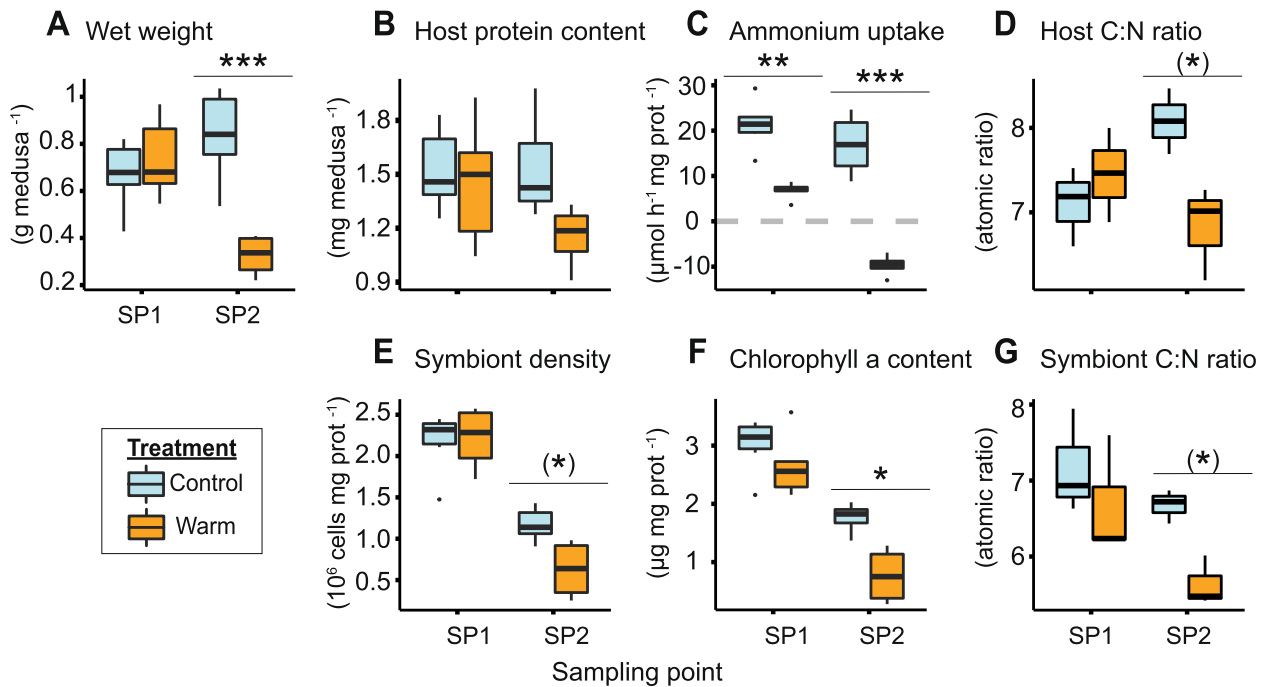 A Wet weight
***
(g medusa -1)
1
0.8
0.6
0.4
0.2
SP1 SP2
B Host protein content
(mg medusa -1)
1.8
1.5
1.2
0.9
C Ammonium uptake
** ***
(µmol h-1 mg prot -1)
30
20
10
0
-10
D Host C:N ratio
(*)
(atomic ratio)
8
7
Treatment
Control
Warm
E Symbiont density
(*)
(106 cells mg prot -1)
2.5
2.0
1.5
1.0
0.5
SP1 SP2
F Chlorophyll a content
*
(µg mg prot -1)
3
2
1
SP1 SP2
G Symbiont C:N ratio
(*)
(atomic ratio)
8
7
6
SP1 SP2
Sampling point